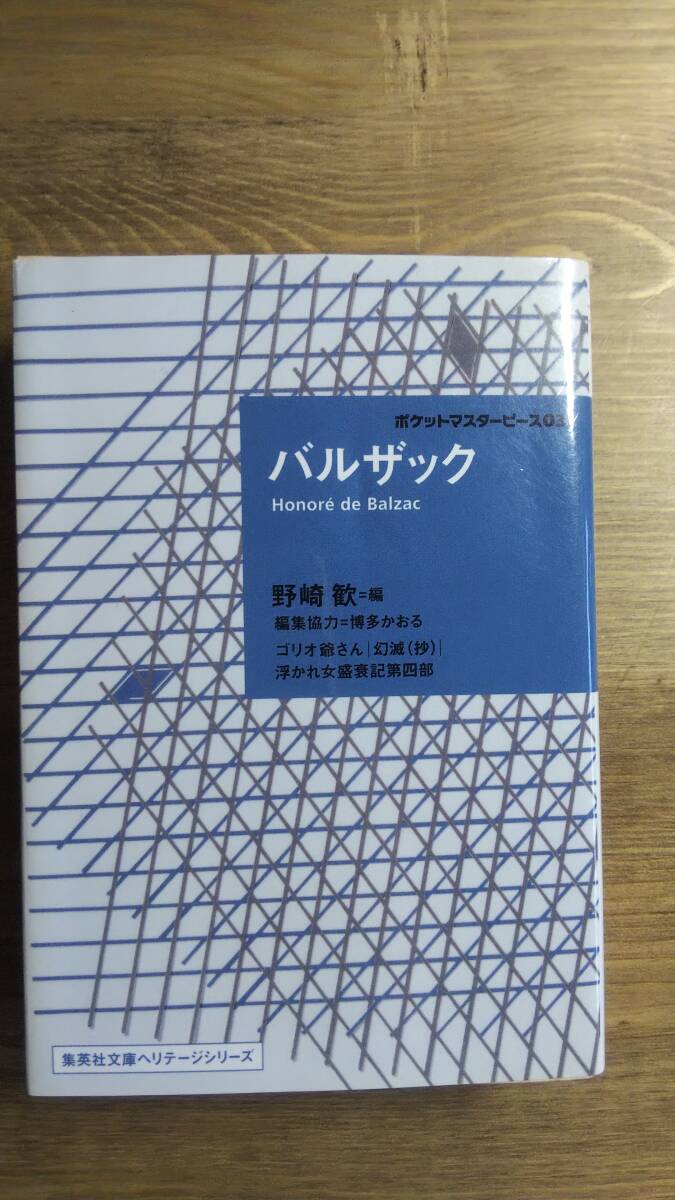 ポケットマスターピース03
バルザック
Honoré de Balzac
野崎 歓=編
編集協力=博多かおる
ゴリオ爺さん|幻滅(抄)|
浮かれ女盛衰記第四部
集英社文庫ヘリテージシリーズ